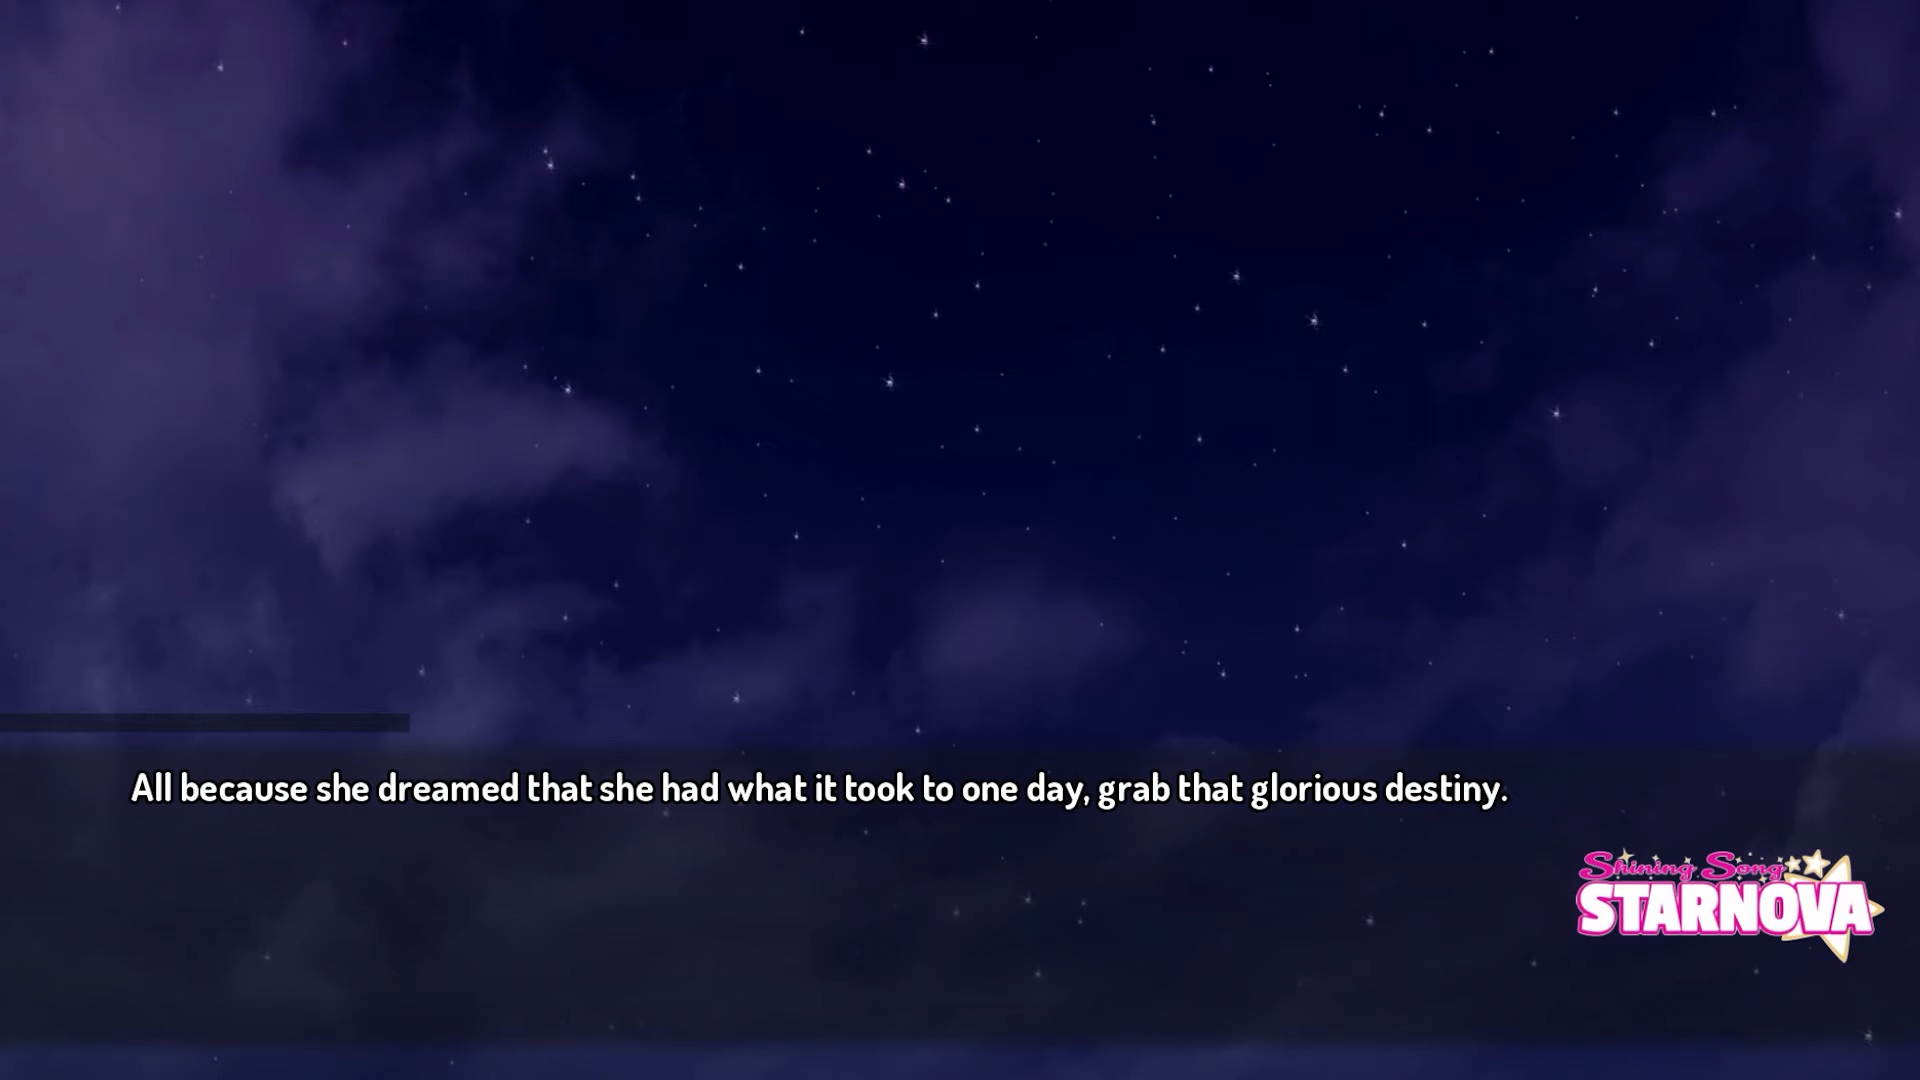 All because she dreamed that she had what it took to one day, grab that glorious destiny.
Shining Song
STARNOVA